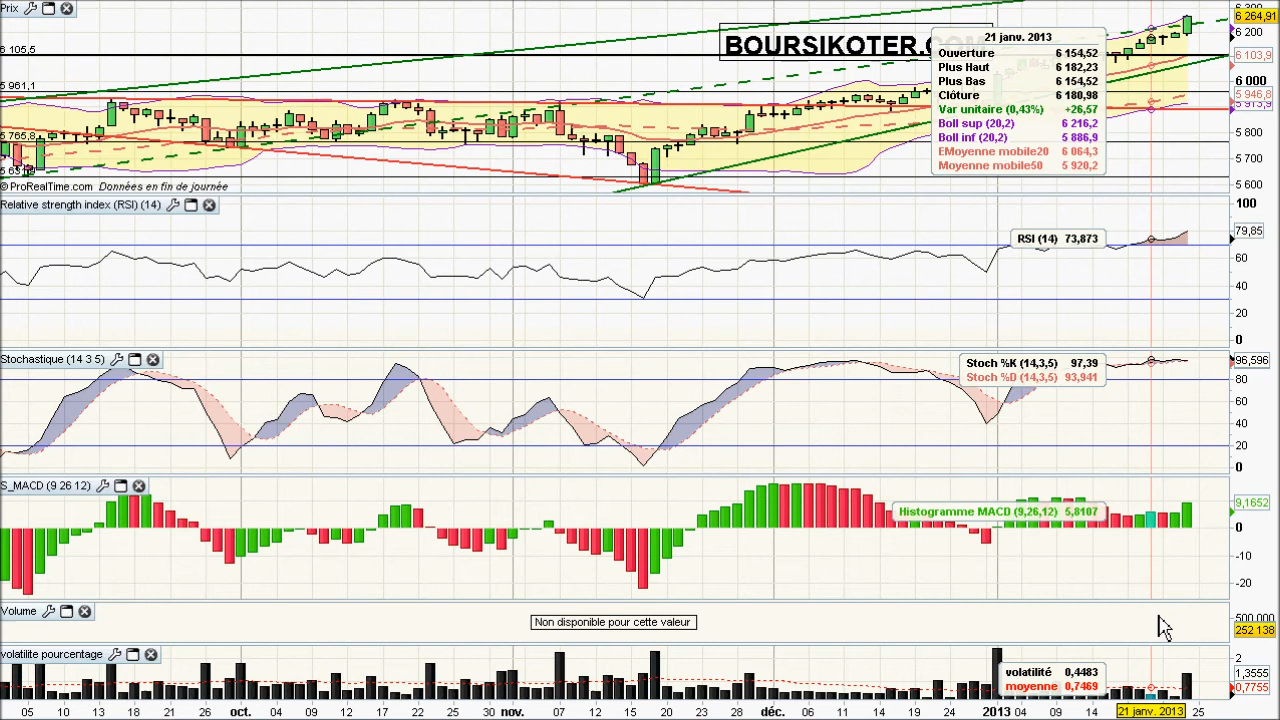 Prix
6 300
6 264,91
6 200
6 105,5
6 103,9
6 000
5 961,1
5 946,8
5 913,9
5 800
5 765,8
5 700
5 600
BOURSIKOTER.C
21 janv. 2013
Ouverture 6 154,52
Plus Haut 6 182,23
Plus Bas 6 154,52
Clôture 6 180,98
Var unitaire (0,43%) +26,57
Boll sup (20,2) 6 216,2
Boll inf (20,2) 5 886,9
EMoyenne mobile20 6 064,3
Moyenne mobile50 5 920,2
© ProRealTime.com Données en fin de journée
Relative strength index (RSI) (14)
100
RSI (14) 73,873
79,85
60
40
20
0
Stochastique (14 3 5)
Stoch %K (14,3,5) 97,39
Stoch %D (14,3,5) 93,941
96,596
80
60
40
20
0
S_MACD (9 26 12)
Histogramme MACD (9,26,12) 5,8107
9,1652
0
-10
-20
Volume
Non disponible pour cette valeur
500 000
252 138
volatilite pourcentage
2
volatilité 0,4483
moyenne 0,7469
1,3555
0,7755
05 10 14 21 26 oct. 04 09 12 17 22 25 30 nov. 07 12 15 20 23 28 déc. 06 11 14 19 24 2013 04 09 14 21 janv. 2013 25